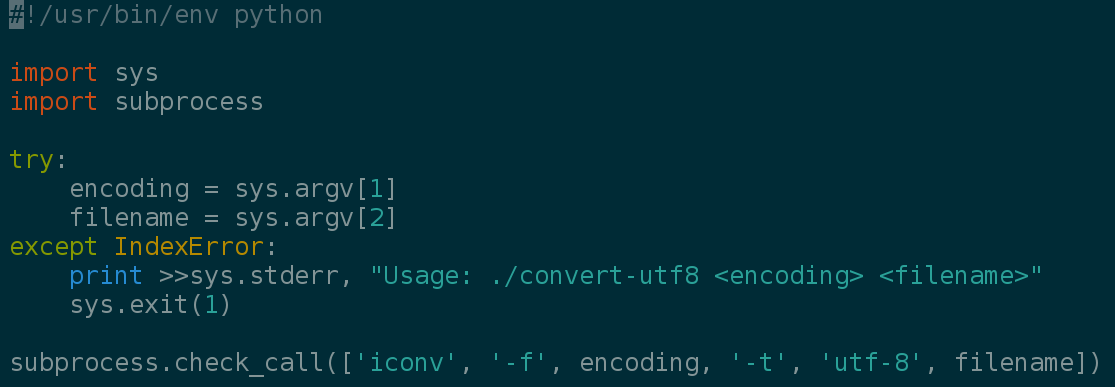 #!/usr/bin/env python
import sys
import subprocess
try:
    encoding = sys.argv[1]
    filename = sys.argv[2]
except IndexError:
    print >>sys.stderr, "Usage: ./convert-utf8 <encoding> <filename>"
    sys.exit(1)
subprocess.check_call(['iconv', '-f', encoding, '-t', 'utf-8', filename])